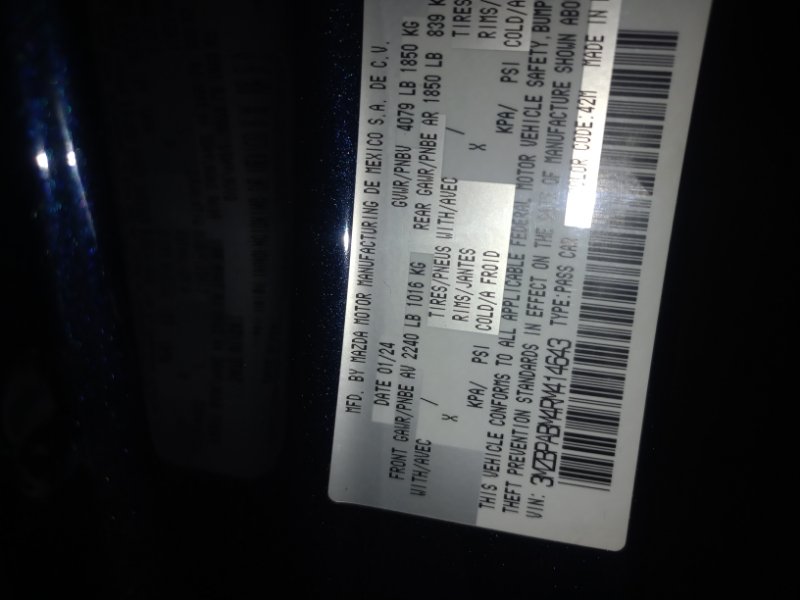 MFD. BY MAZDA MOTOR MANUFACTURING DE MEXICO S.A. DE C.V.
DATE 01/24 GVWR/PNBV 4079 LB 1850 KG
FRONT GAWR/PNBE AV 2240 LB 1016 KG REAR GAWR/PNBE AR 1850 LB 839 K
WITH/AVEC / TIRES/PNEUS WITH/AVEC / TIRES
X RIMS/JANTES X RIMS/
KPA/ PSI COLD/A FROID KPA/ PSI COLD/A
THIS VEHICLE CONFORMS TO ALL APPLICABLE FEDERAL MOTOR VEHICLE SAFETY, BUMP
THEFT PREVENTION STANDARDS IN EFFECT ON THE DATE OF MANUFACTURE SHOWN ABO
VIN: 3MZBPABM4RM414643 TYPE:PASS CAR COLOR CODE:42M MADE IN